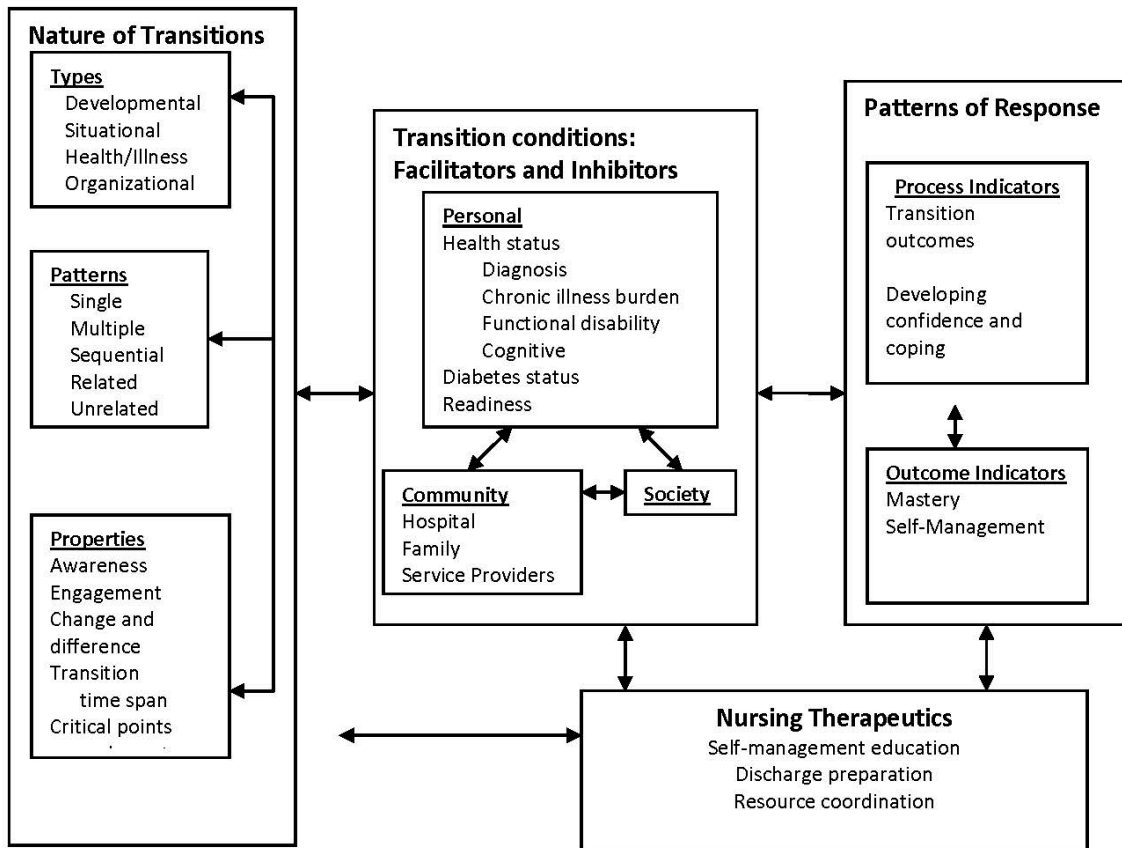 Nature of Transitions
Types
Developmental
Situational
Health/Illness
Organizational
Patterns
Single
Multiple
Sequential
Related
Unrelated
Properties
Awareness
Engagement
Change and
difference
Transition
time span
Critical points
Transition conditions:
Facilitators and Inhibitors
Personal
Health status
Diagnosis
Chronic illness burden
Functional disability
Cognitive
Diabetes status
Readiness
Community
Hospital
Family
Service Providers
Society
Patterns of Response
Process Indicators
Transition
outcomes
Developing
confidence and
coping
Outcome Indicators
Mastery
Self-Management
Nursing Therapeutics
Self-management education
Discharge preparation
Resource coordination